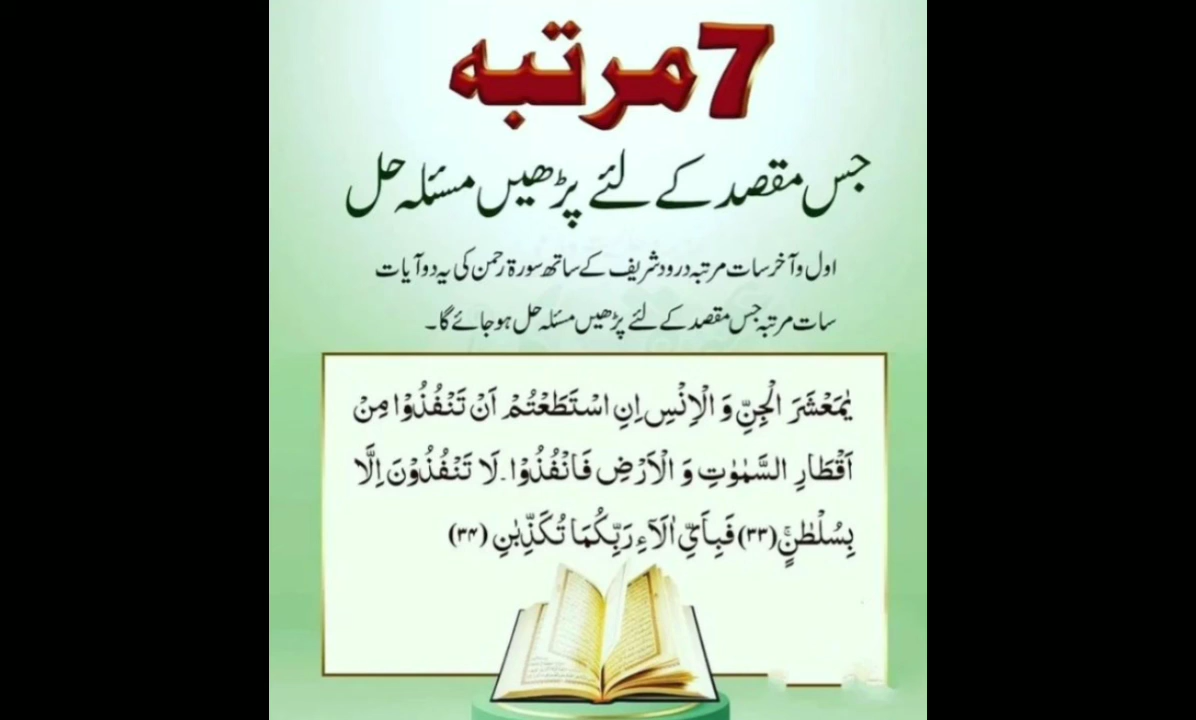 7 مرتبہ
جس مقصد کے لئے پڑھیں مسئلہ حل
اول و آخر سات مرتبہ درود شریف کے ساتھ سورۃ رحمن کی یہ دو آیات
سات مرتبہ جس مقصد کے لئے پڑھیں مسئلہ حل ہو جائے گا۔
یٰمَعْشَرَ الْجِنِّ وَ الْاِنْسِ اِنِ اسْتَطَعْتُمْ اَنْ تَنْفُذُوْا مِنْ
اَقْطَارِ السَّمٰوٰتِ وَ الْاَرْضِ فَانْفُذُوْا۔لَا تَنْفُذُوْنَ اِلَّا
بِسُلْطٰنٍۚ(۳۳) فَبِاَیِّ اٰلَآءِ رَبِّكُمَا تُكَذِّبٰنِ (۳۴)